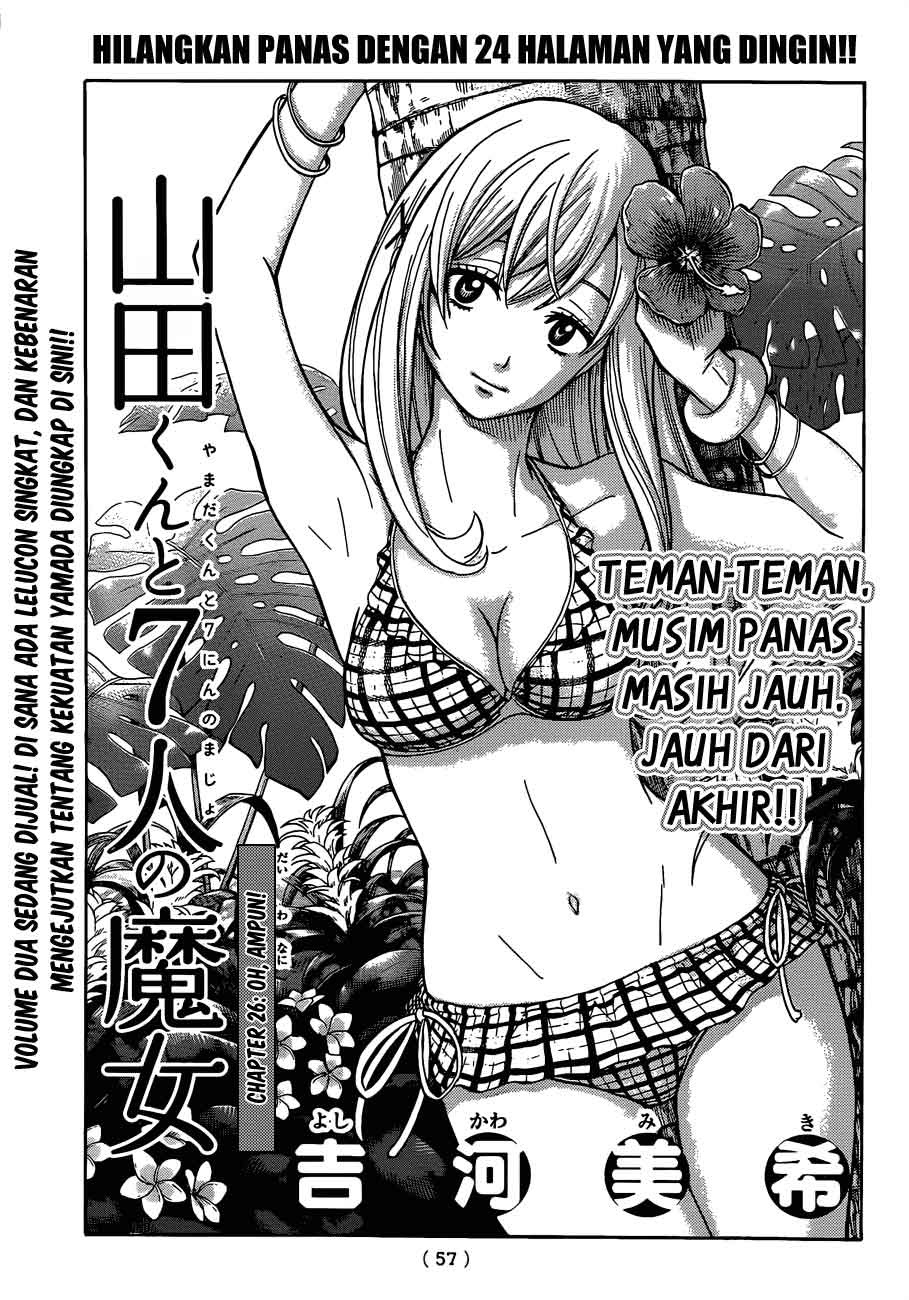 HILANGKAN PANAS DENGAN 24 HALAMAN YANG DINGIN!!
VOLUME DUA SEDANG DIJUALI DI SANA ADA LELUCON SINGKAT, DAN KEBENARAN
MENGEJUTKAN TENTANG KEKUATAN YAMADA DIUNGKAP DI SINI!!
山田くんと7人の魔女
やまだくんと7にんのまじょ
CHAPTER 26: OH, AMPUN!
TEMAN-TEMAN,
MUSIM PANAS
MASIH JAUH,
JAUH DARI
AKHIR!!
よし かわ み き
吉河美希
( 57 )